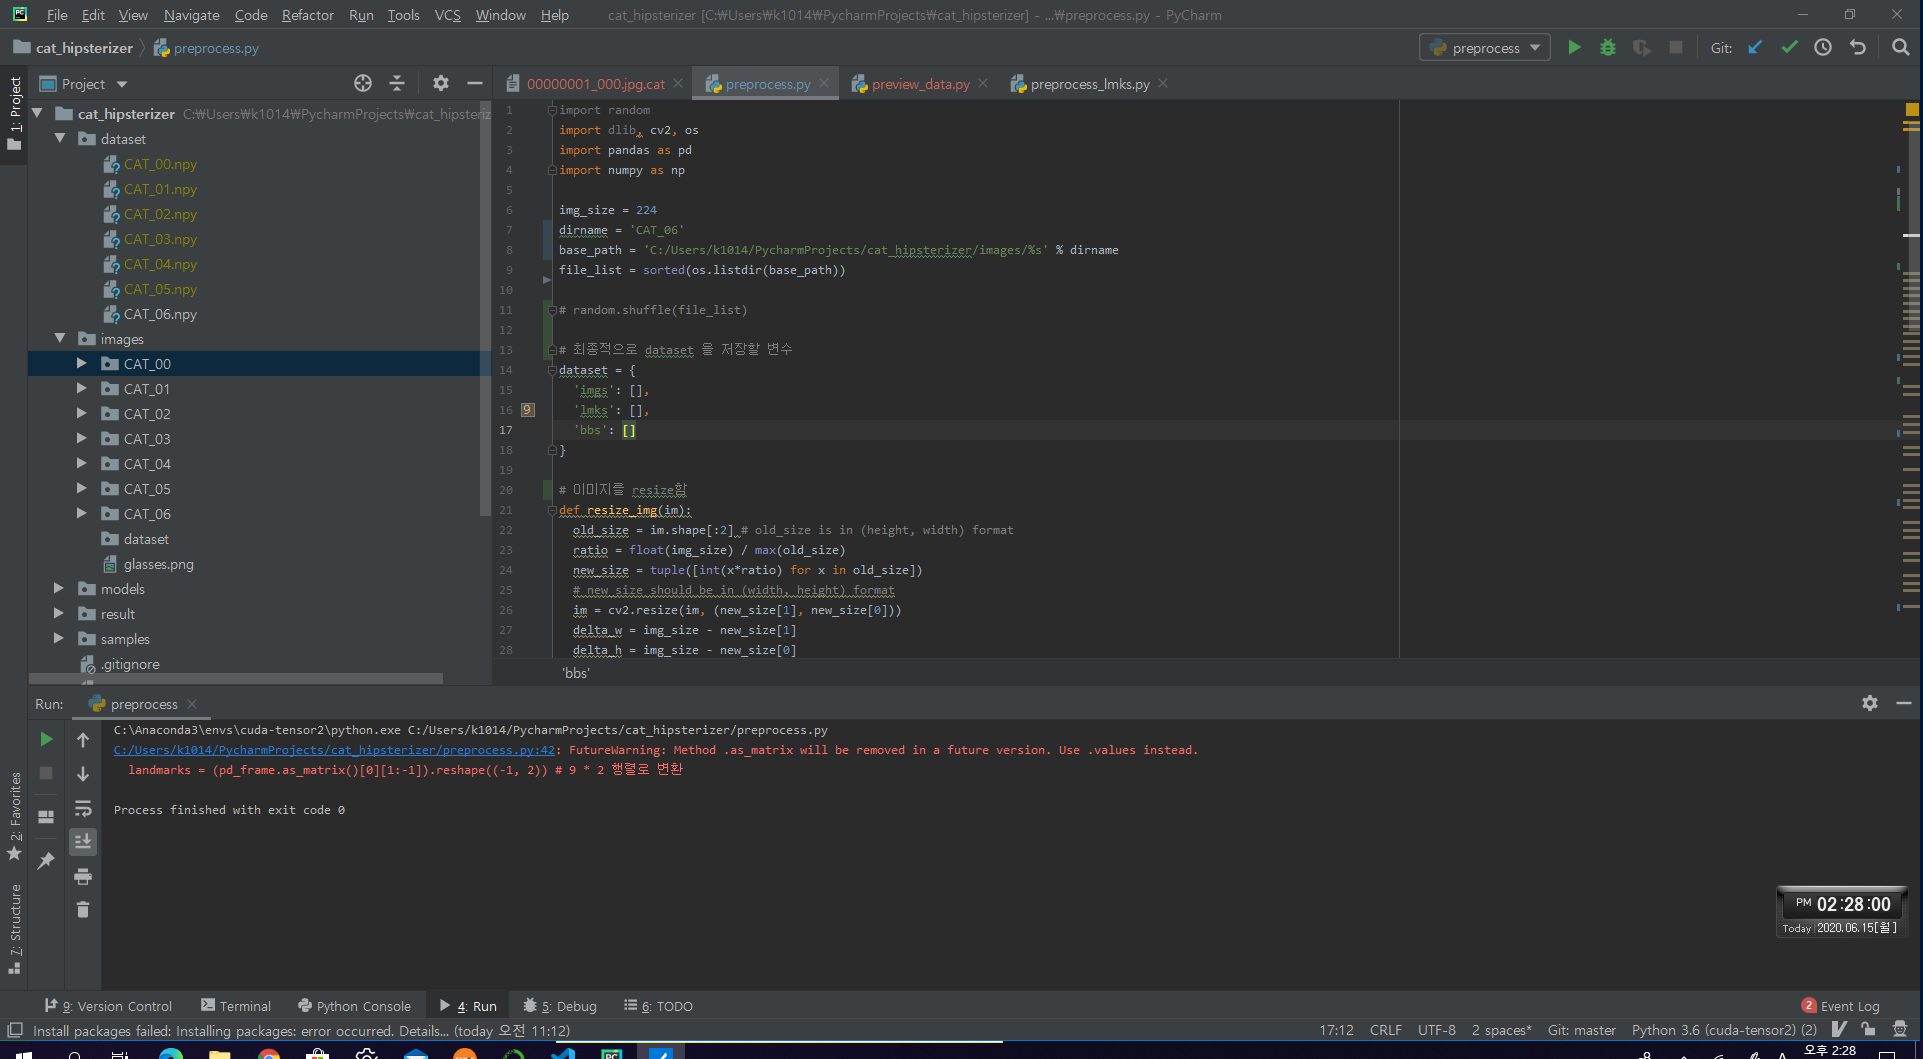 File Edit View Navigate Code Refactor Run Tools VCS Window Help cat_hipsterizer [C:₩Users₩k1014₩PycharmProjects₩cat_hipsterizer] - ...₩preprocess.py - PyCharm
cat_hipsterizer preprocess.py preprocess Git:
1: Project
Project
00000001_000.jpg.cat preprocess.py preview_data.py preprocess_lmks.py
cat_hipsterizer C:₩Users₩k1014₩PycharmProjects₩cat_hipsteriz
dataset
CAT_00.npy
CAT_01.npy
CAT_02.npy
CAT_03.npy
CAT_04.npy
CAT_05.npy
CAT_06.npy
images
CAT_00
CAT_01
CAT_02
CAT_03
CAT_04
CAT_05
CAT_06
dataset
glasses.png
models
result
samples
.gitignore
1 import random
2 import dlib, cv2, os
3 import pandas as pd
4 import numpy as np
5
6 img_size = 224
7 dirname = 'CAT_06'
8 base_path = 'C:/Users/k1014/PycharmProjects/cat_hipsterizer/images/%s' % dirname
9 file_list = sorted(os.listdir(base_path))
10
11 # random.shuffle(file_list)
12
13 # 최종적으로 dataset 을 저장할 변수
14 dataset = {
15 'imgs': [],
16 9 'lmks': [],
17 'bbs': []
18 }
19
20 # 이미지를 resize함
21 def resize_img(im):
22 old_size = im.shape[:2] # old_size is in (height, width) format
23 ratio = float(img_size) / max(old_size)
24 new_size = tuple([int(x*ratio) for x in old_size])
25 # new_size should be in (width, height) format
26 im = cv2.resize(im, (new_size[1], new_size[0]))
27 delta_w = img_size - new_size[1]
28 delta_h = img_size - new_size[0]
'bbs'
Run: preprocess
C:\Anaconda3\envs\cuda-tensor2\python.exe C:/Users/k1014/PycharmProjects/cat_hipsterizer/preprocess.py
C:/Users/k1014/PycharmProjects/cat_hipsterizer/preprocess.py:42: FutureWarning: Method .as_matrix will be removed in a future version. Use .values instead.
landmarks = (pd_frame.as_matrix()[0][1:-1]).reshape((-1, 2)) # 9 * 2 행렬로 변환
Process finished with exit code 0
2: Favorites
7: Structure
PM 02:28:00
Today 2020.06.15[월]
9: Version Control Terminal Python Console 4: Run 5: Debug 6: TODO 2 Event Log
Install packages failed: Installing packages: error occurred. Details... (today 오전 11:12) 17:12 CRLF UTF-8 2 spaces* Git: master Python 3.6 (cuda-tensor2) (2)
오후 2:28